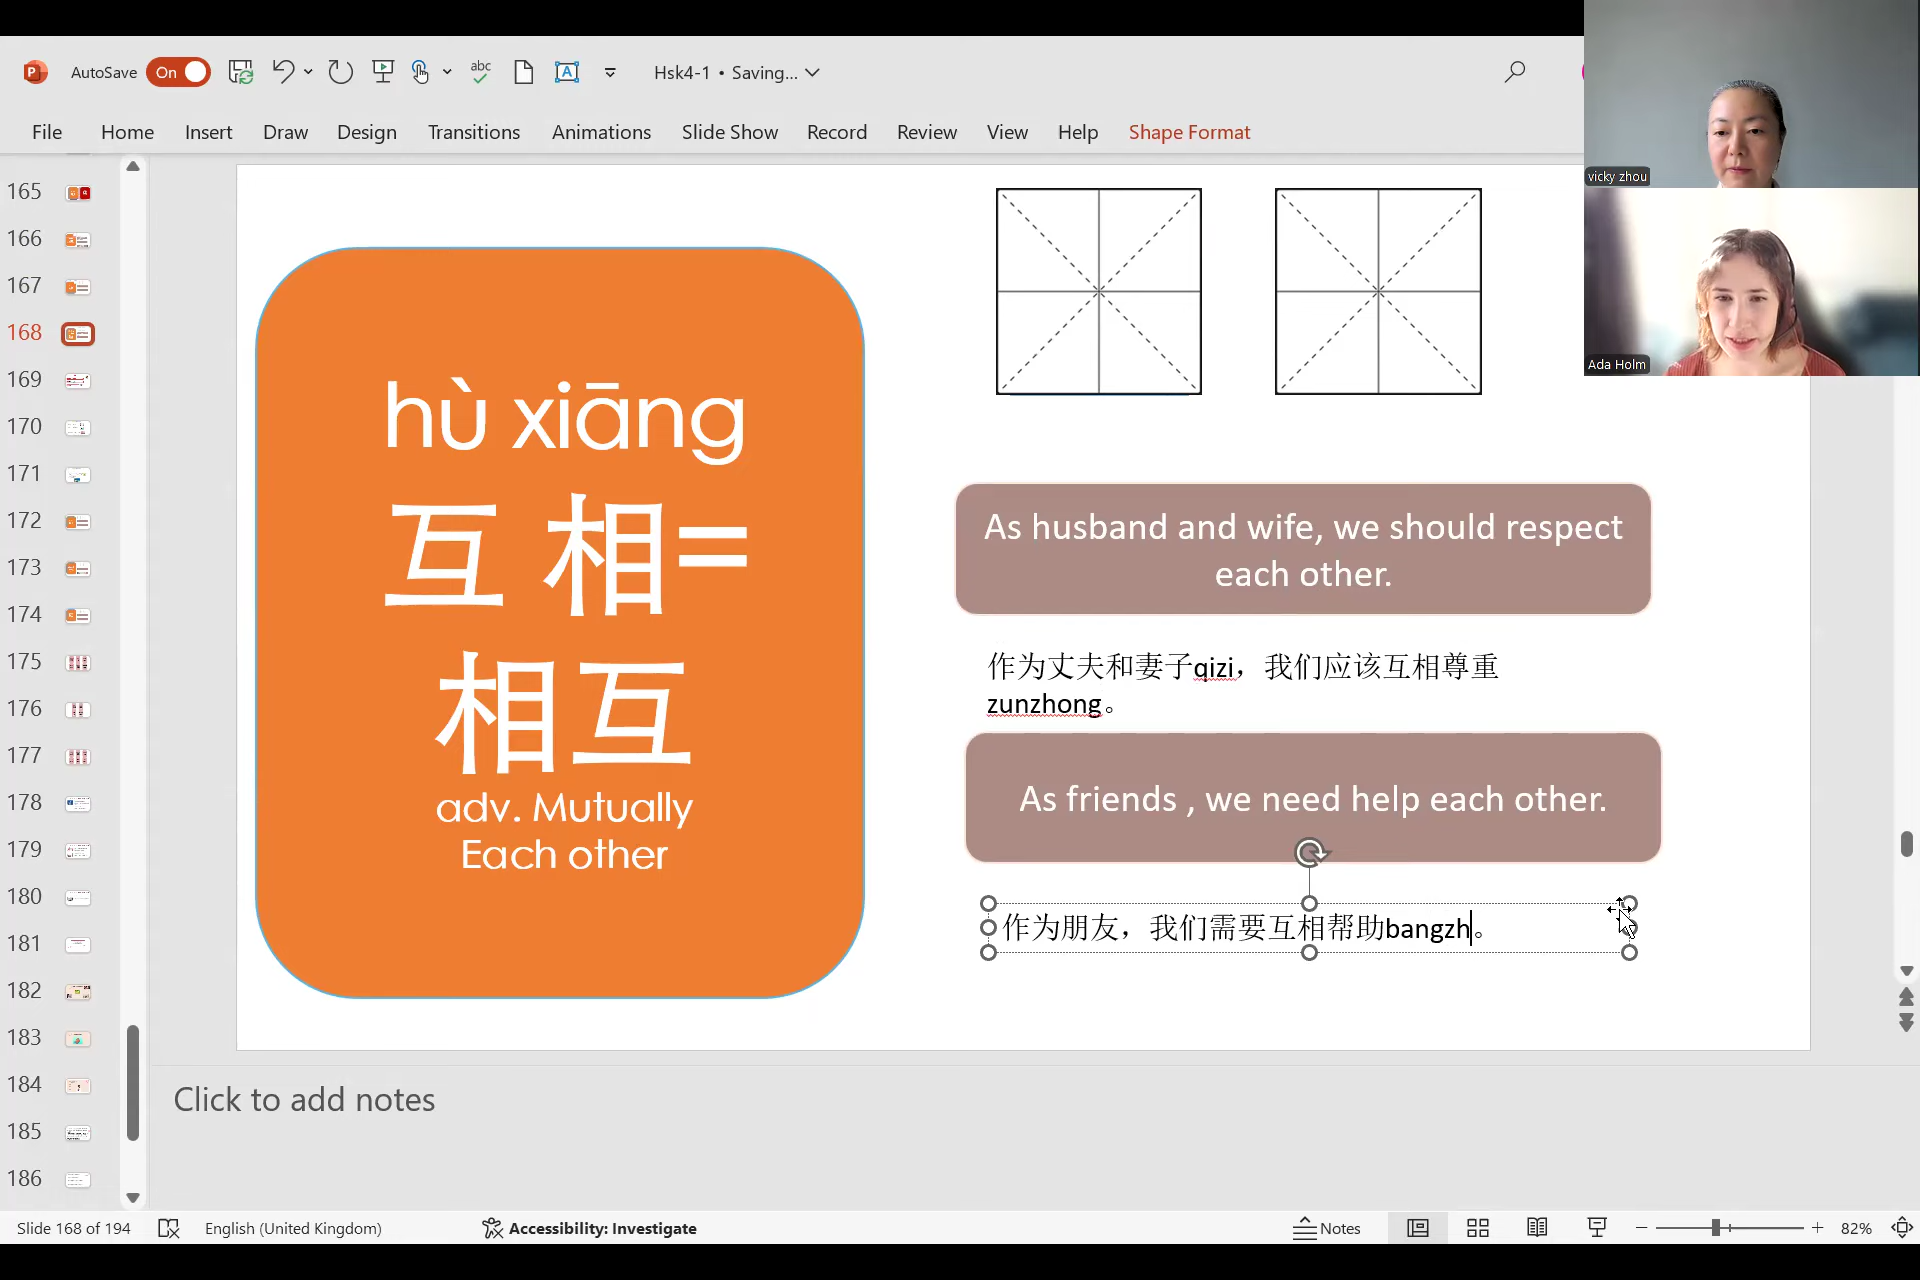 AutoSave On Hsk4-1 • Saving...
File Home Insert Draw Design Transitions Animations Slide Show Record Review View Help Shape Format
vicky zhou
Ada Holm
165
166
167
168
169
170
171
172
173
174
175
176
177
178
179
180
181
182
183
184
185
186
hù xiāng
互 相=
相互
adv. Mutually
Each other
As husband and wife, we should respect
each other.
作为丈夫和妻子qizi，我们应该互相尊重
zunzhong。
As friends , we need help each other.
作为朋友，我们需要互相帮助bangzh。
Click to add notes
Slide 168 of 194 English (United Kingdom) Accessibility: Investigate Notes 82%